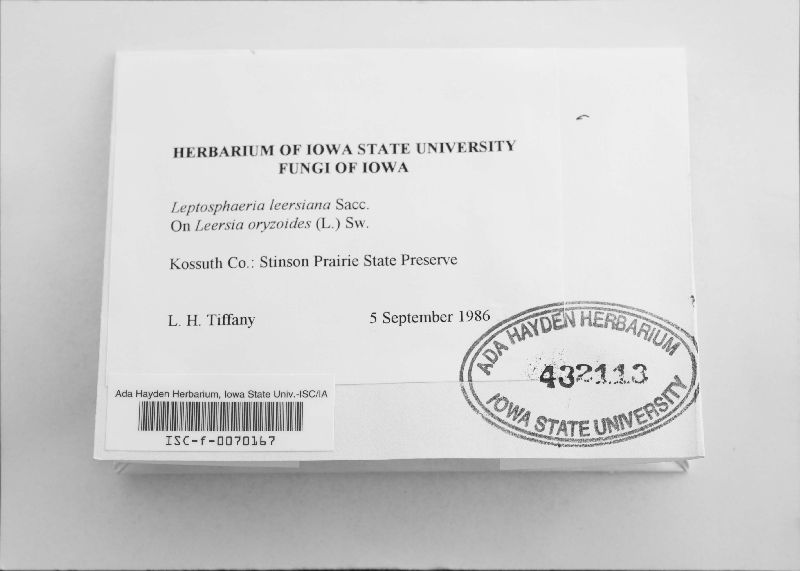 HERBARIUM OF IOWA STATE UNIVERSITY
FUNGI OF IOWA
Leptosphaeria leersiana Sacc.
On Leersia oryzoides (L.) Sw.
Kossuth Co.: Stinson Prairie State Preserve
L. H. Tiffany 5 September 1986
ADA HAYDEN HERBARIUM
432113
IOWA STATE UNIVERSITY
Ada Hayden Herbarium, Iowa State Univ.-ISC/IA
ISC-f-0070167